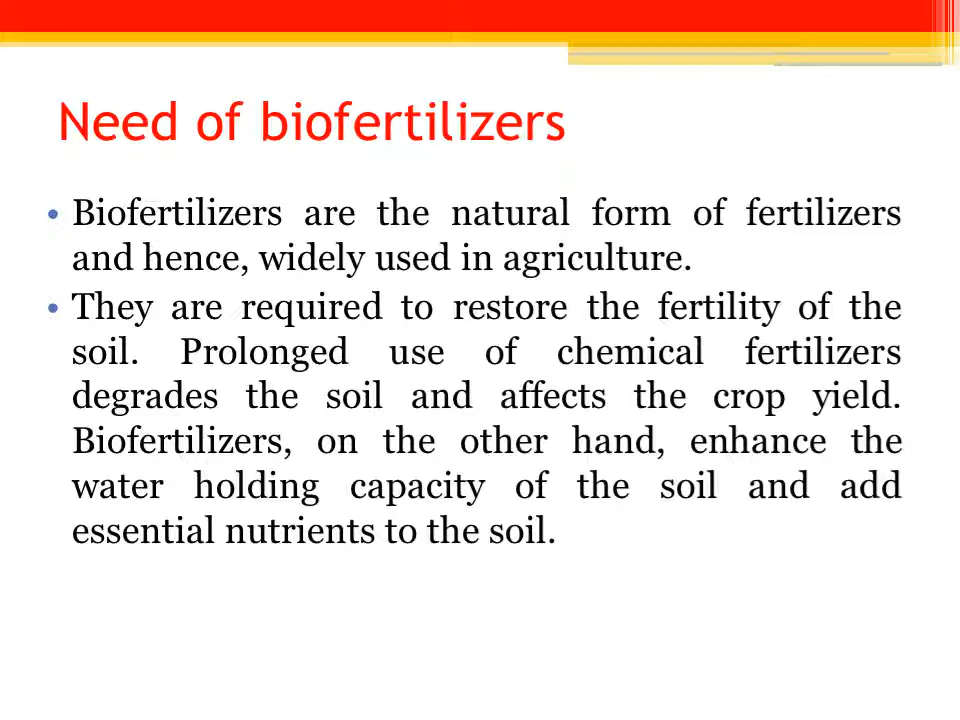 Need of biofertilizers
• Biofertilizers are the natural form of fertilizers
and hence, widely used in agriculture.
• They are required to restore the fertility of the
soil. Prolonged use of chemical fertilizers
degrades the soil and affects the crop yield.
Biofertilizers, on the other hand, enhance the
water holding capacity of the soil and add
essential nutrients to the soil.